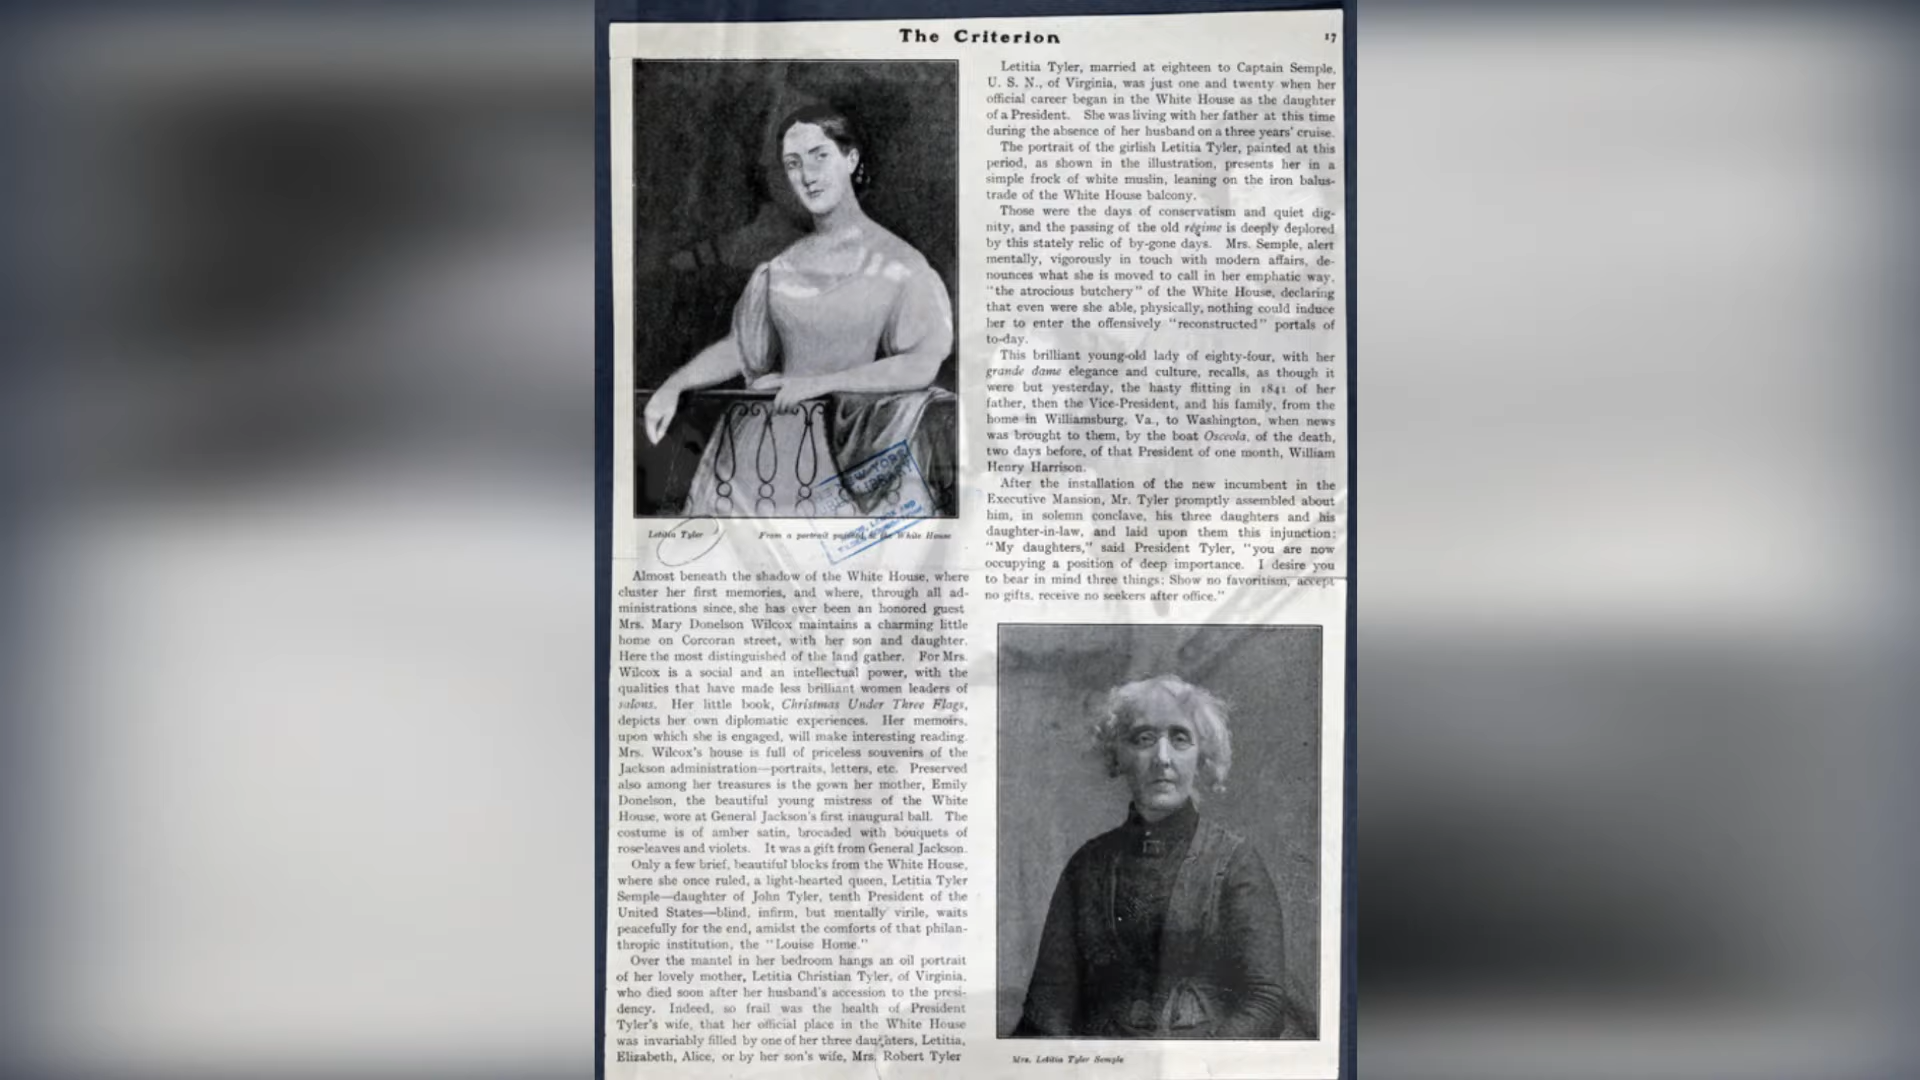 The Criterion
17
Letitia Tyler
From a portrait painted at the White House
Almost beneath the shadow of the White House, where
cluster her first memories, and where, through all ad-
ministrations since, she has ever been an honored guest
Mrs. Mary Donelson Wilcox maintains a charming little
home on Corcoran street, with her son and daughter.
Here the most distinguished of the land gather. For Mrs.
Wilcox is a social and an intellectual power, with the
qualities that have made less brilliant women leaders of
salons. Her little book, Christmas Under Three Flags,
depicts her own diplomatic experiences. Her memoirs,
upon which she is engaged, will make interesting reading.
Mrs. Wilcox's house is full of priceless souvenirs of the
Jackson administration—portraits, letters, etc. Preserved
also among her treasures is the gown her mother, Emily
Donelson, the beautiful young mistress of the White
House, wore at General Jackson's first inaugural ball. The
costume is of amber satin, brocaded with bouquets of
rose-leaves and violets. It was a gift from General Jackson.
Only a few brief, beautiful blocks from the White House,
where she once ruled, a light-hearted queen, Letitia Tyler
Semple—daughter of John Tyler, tenth President of the
United States—blind, infirm, but mentally virile, waits
peacefully for the end, amidst the comforts of that philan-
thropic institution, the "Louise Home."
Over the mantel in her bedroom hangs an oil portrait
of her lovely mother, Letitia Christian Tyler, of Virginia,
who died soon after her husband's accession to the presi-
dency. Indeed, so frail was the health of President
Tyler's wife, that her official place in the White House
was invariably filled by one of her three daughters, Letitia,
Elizabeth, Alice, or by her son's wife, Mrs. Robert Tyler
Letitia Tyler, married at eighteen to Captain Semple,
U. S. N., of Virginia, was just one and twenty when her
official career began in the White House as the daughter
of a President. She was living with her father at this time
during the absence of her husband on a three years' cruise.
The portrait of the girlish Letitia Tyler, painted at this
period, as shown in the illustration, presents her in a
simple frock of white muslin, leaning on the iron balus-
trade of the White House balcony.
Those were the days of conservatism and quiet dig-
nity, and the passing of the old régime is deeply deplored
by this stately relic of by-gone days. Mrs. Semple, alert
mentally, vigorously in touch with modern affairs, de-
nounces what she is moved to call in her emphatic way,
"the atrocious butchery" of the White House, declaring
that even were she able, physically, nothing could induce
her to enter the offensively "reconstructed" portals of
to-day.
This brilliant young-old lady of eighty-four, with her
grande dame elegance and culture, recalls, as though it
were but yesterday, the hasty flitting in 1841 of her
father, then the Vice-President, and his family, from the
home in Williamsburg, Va., to Washington, when news
was brought to them, by the boat Osceola, of the death,
two days before, of that President of one month, William
Henry Harrison.
After the installation of the new incumbent in the
Executive Mansion, Mr. Tyler promptly assembled about
him, in solemn conclave, his three daughters and his
daughter-in-law, and laid upon them this injunction:
"My daughters," said President Tyler, "you are now
occupying a position of deep importance. I desire you
to bear in mind three things: Show no favoritism, accept
no gifts, receive no seekers after office."
Mrs. Letitia Tyler Semple
NEW YORK
LIBRARY